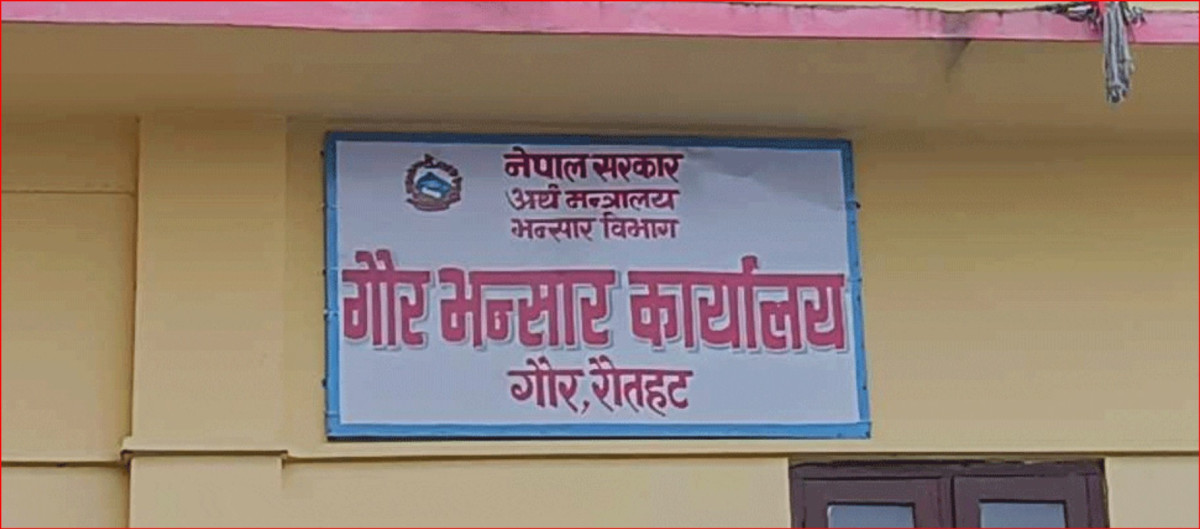 नेपाल सरकार
अर्थ मन्त्रालय
भन्सार विभाग
गौर भन्सार कार्यालय
गौर, रौतहट